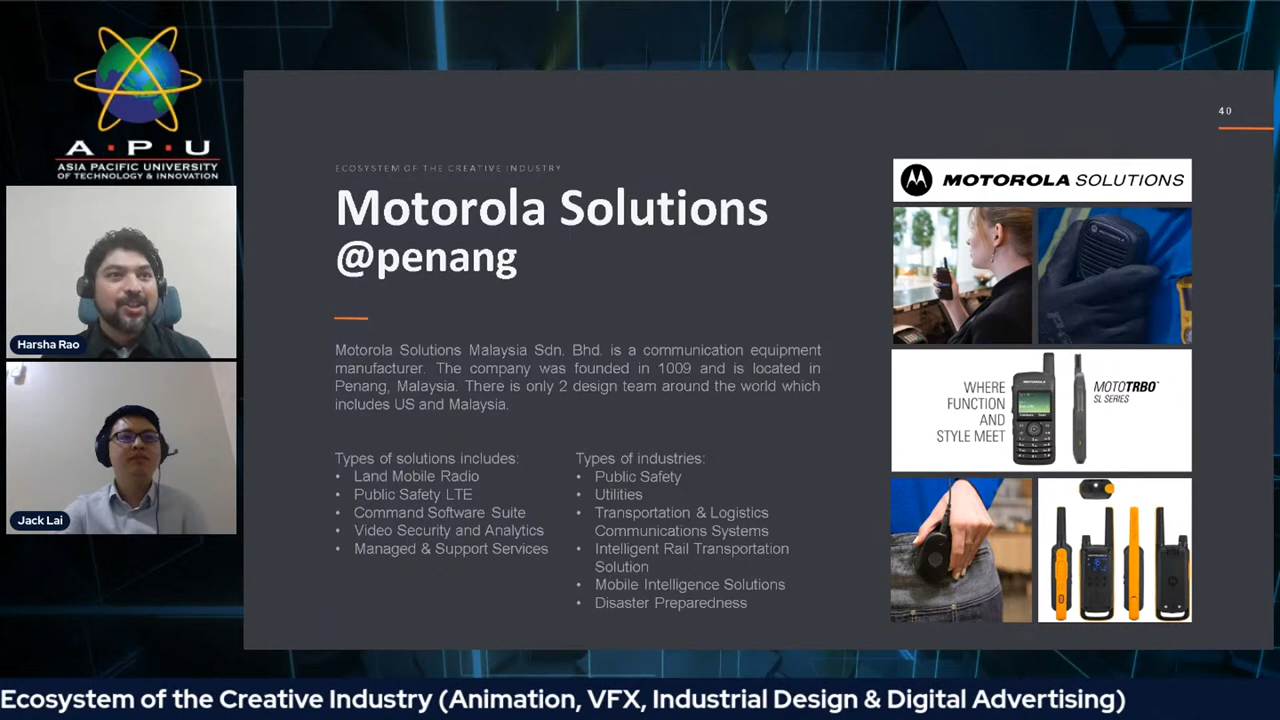 A·P·U
ASIA PACIFIC UNIVERSITY
OF TECHNOLOGY & INNOVATION
Harsha Rao
Jack Lai
40
ECOSYSTEM OF THE CREATIVE INDUSTRY
Motorola Solutions
@penang
Motorola Solutions Malaysia Sdn. Bhd. is a communication equipment
manufacturer. The company was founded in 1009 and is located in
Penang, Malaysia. There is only 2 design team around the world which
includes US and Malaysia.
Types of solutions includes:
• Land Mobile Radio
• Public Safety LTE
• Command Software Suite
• Video Security and Analytics
• Managed & Support Services
Types of industries:
• Public Safety
• Utilities
• Transportation & Logistics
Communications Systems
• Intelligent Rail Transportation
Solution
• Mobile Intelligence Solutions
• Disaster Preparedness
MOTOROLA SOLUTIONS
WHERE
FUNCTION
AND
STYLE MEET
MOTOTRBO™
SL SERIES
Ecosystem of the Creative Industry (Animation, VFX, Industrial Design & Digital Advertising)